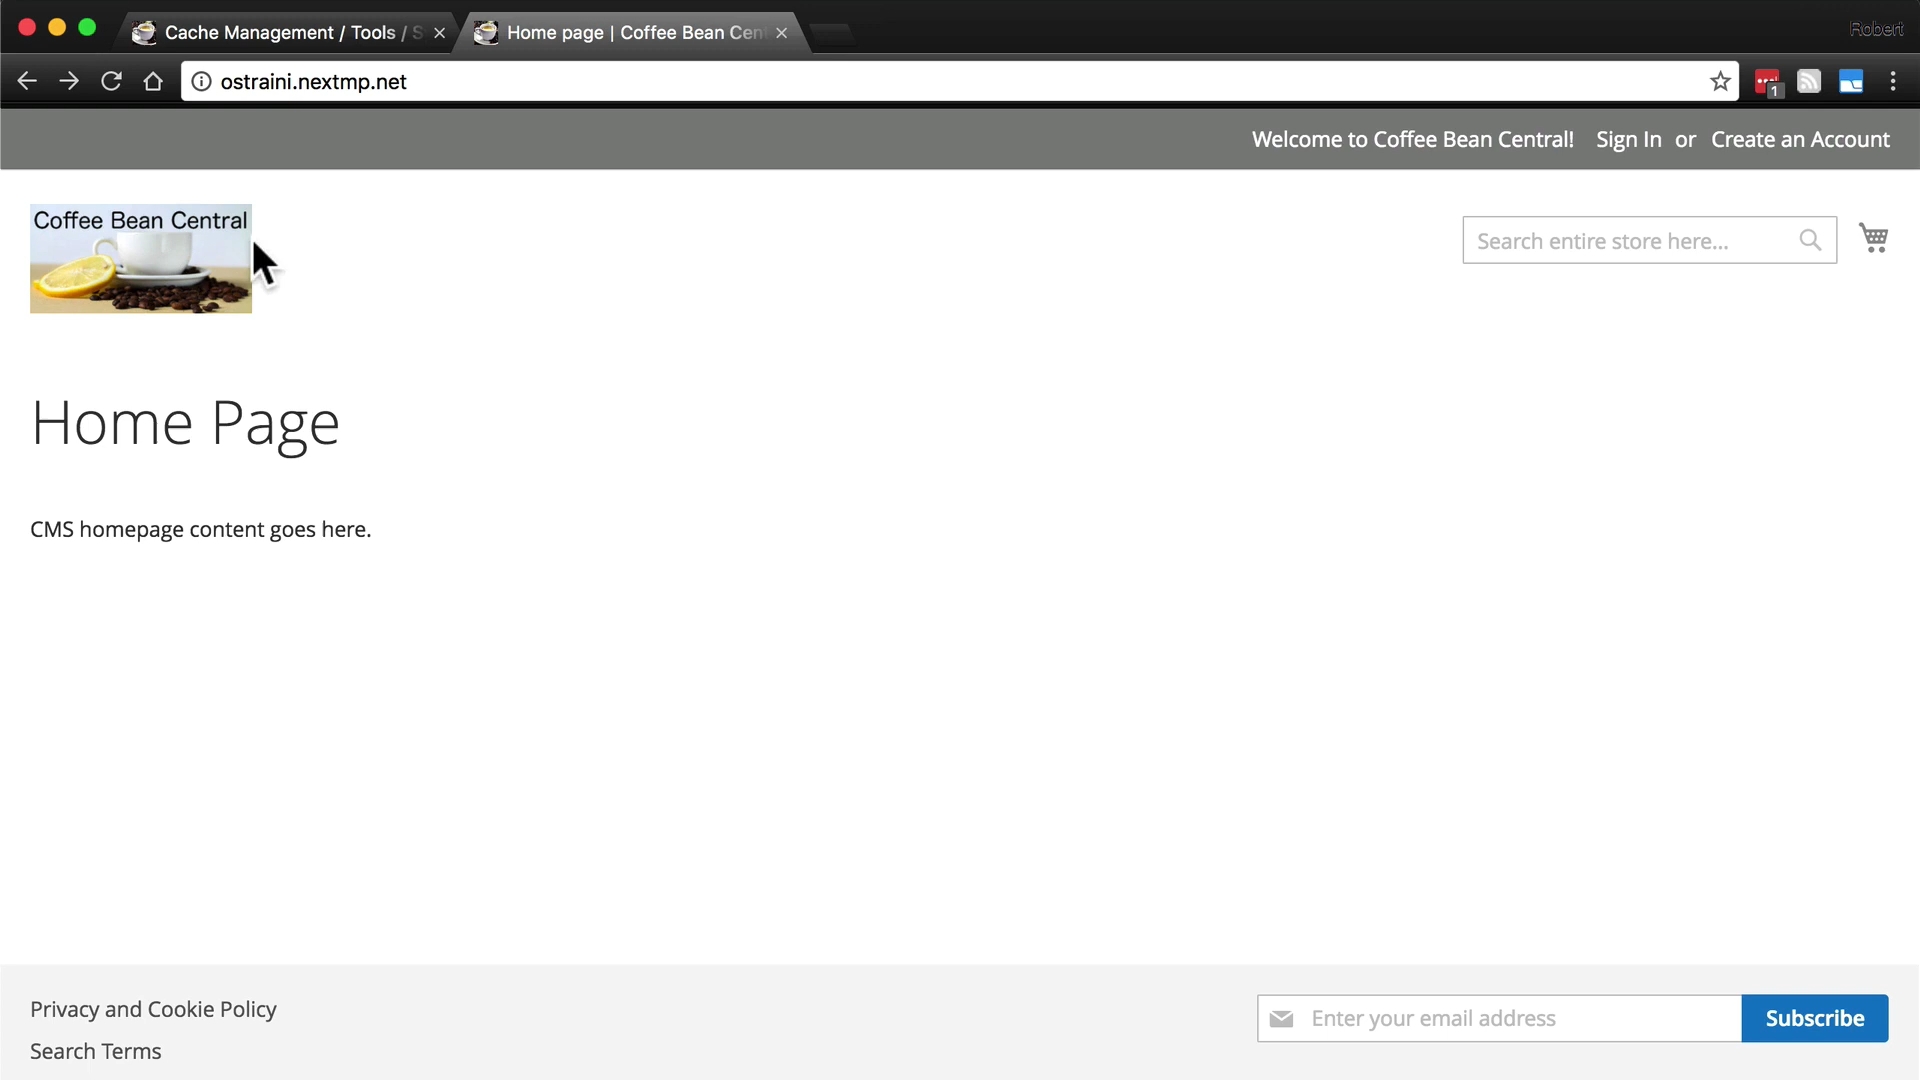 Cache Management / Tools / S
Home page | Coffee Bean Cen
Robert
ostraini.nextmp.net
1
Welcome to Coffee Bean Central! Sign In or Create an Account
Coffee Bean Central
Search entire store here...
Home Page
CMS homepage content goes here.
Privacy and Cookie Policy
Enter your email address
Subscribe
Search Terms